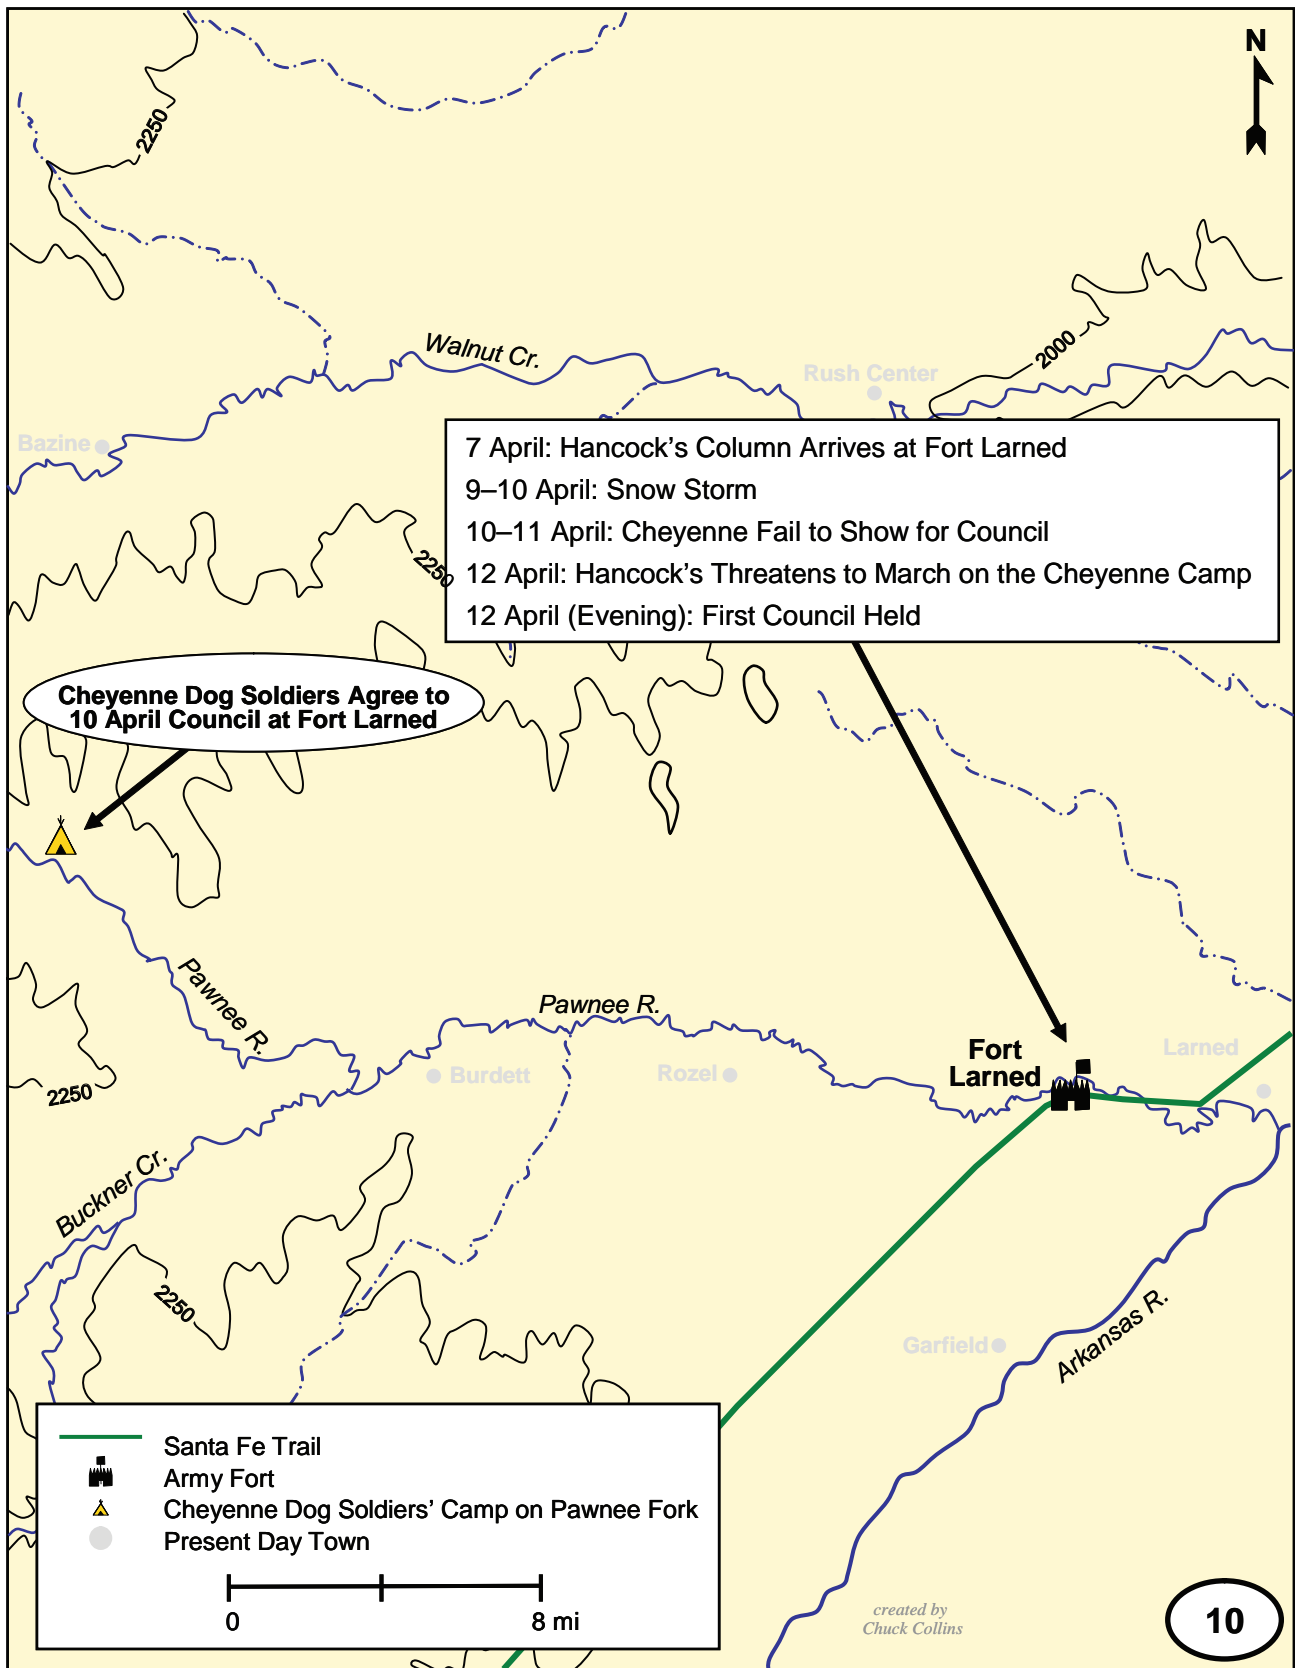 N
2250
Walnut Cr.
2000
Rush Center
Bazine
7 April: Hancock's Column Arrives at Fort Larned
9–10 April: Snow Storm
10–11 April: Cheyenne Fail to Show for Council
12 April: Hancock's Threatens to March on the Cheyenne Camp
12 April (Evening): First Council Held
2250
Cheyenne Dog Soldiers Agree to
10 April Council at Fort Larned
Pawnee R.
Pawnee R.
Fort
Larned
Larned
Burdett
Rozel
2250
Buckner Cr.
2250
Arkansas R.
Garfield
Santa Fe Trail
Army Fort
Cheyenne Dog Soldiers' Camp on Pawnee Fork
Present Day Town
0 8 mi
created by
Chuck Collins
10